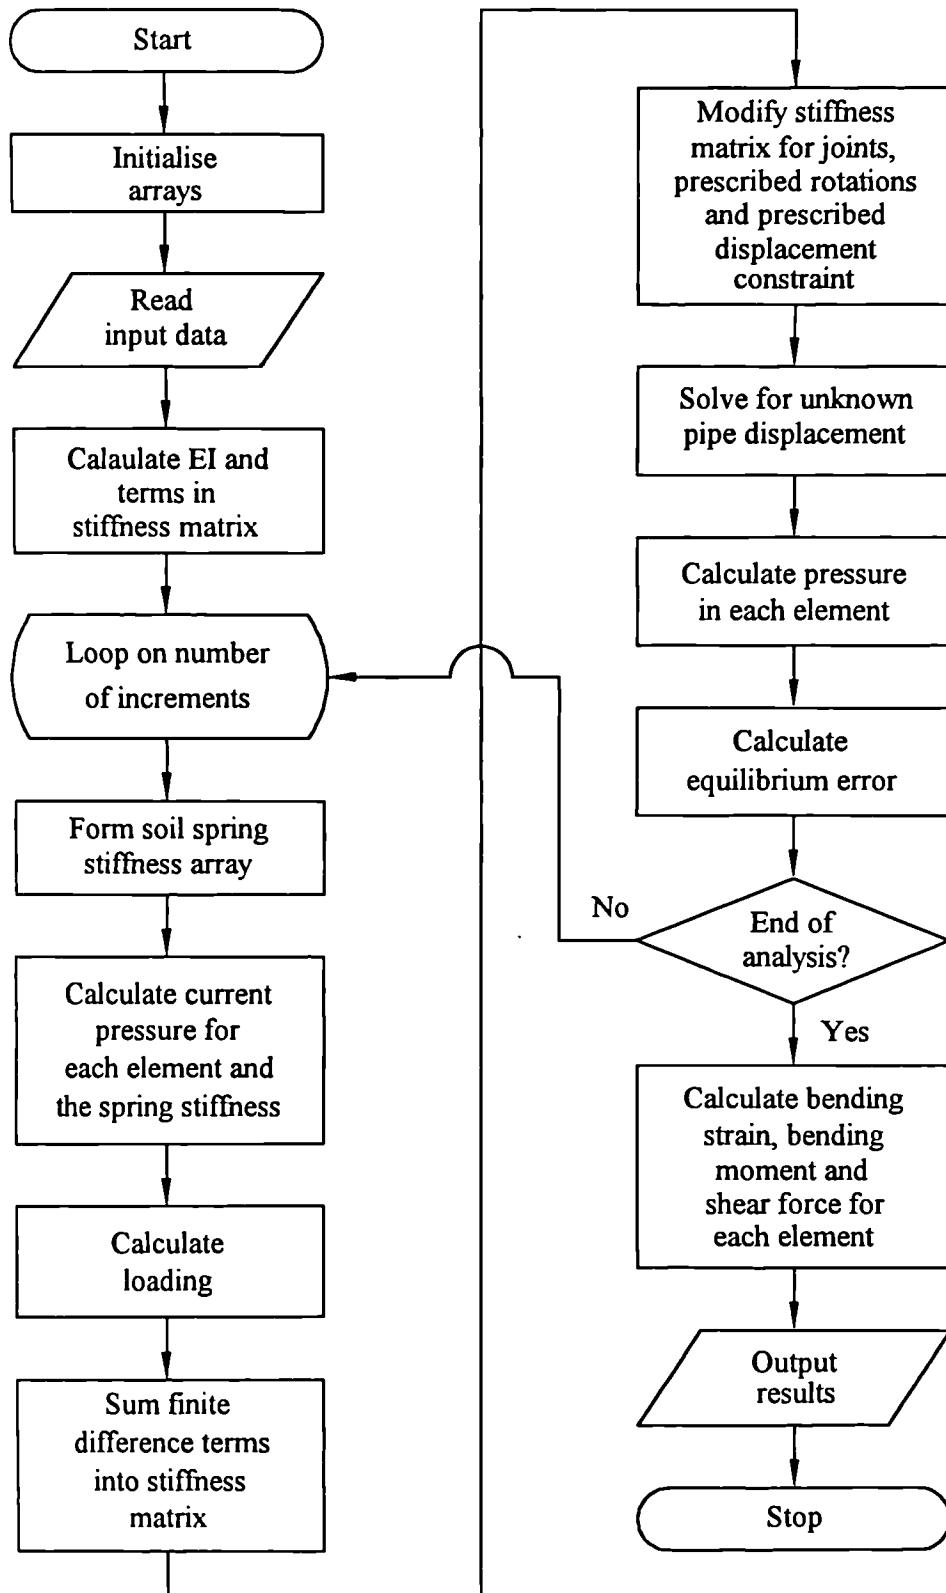 Start
Initialise
arrays
Read
input data
Calaulate EI and
terms in
stiffness matrix
Loop on number
of increments
Form soil spring
stiffness array
Calculate current
pressure for
each element and
the spring stiffness
Calculate
loading
Sum finite
difference terms
into stiffness
matrix
Modify stiffness
matrix for joints,
prescribed rotations
and prescribed
displacement
constraint
Solve for unknown
pipe displacement
Calculate pressure
in each element
Calculate
equilibrium error
No
End of
analysis?
Yes
Calculate bending
strain, bending
moment and
shear force for
each element
Output
results
Stop